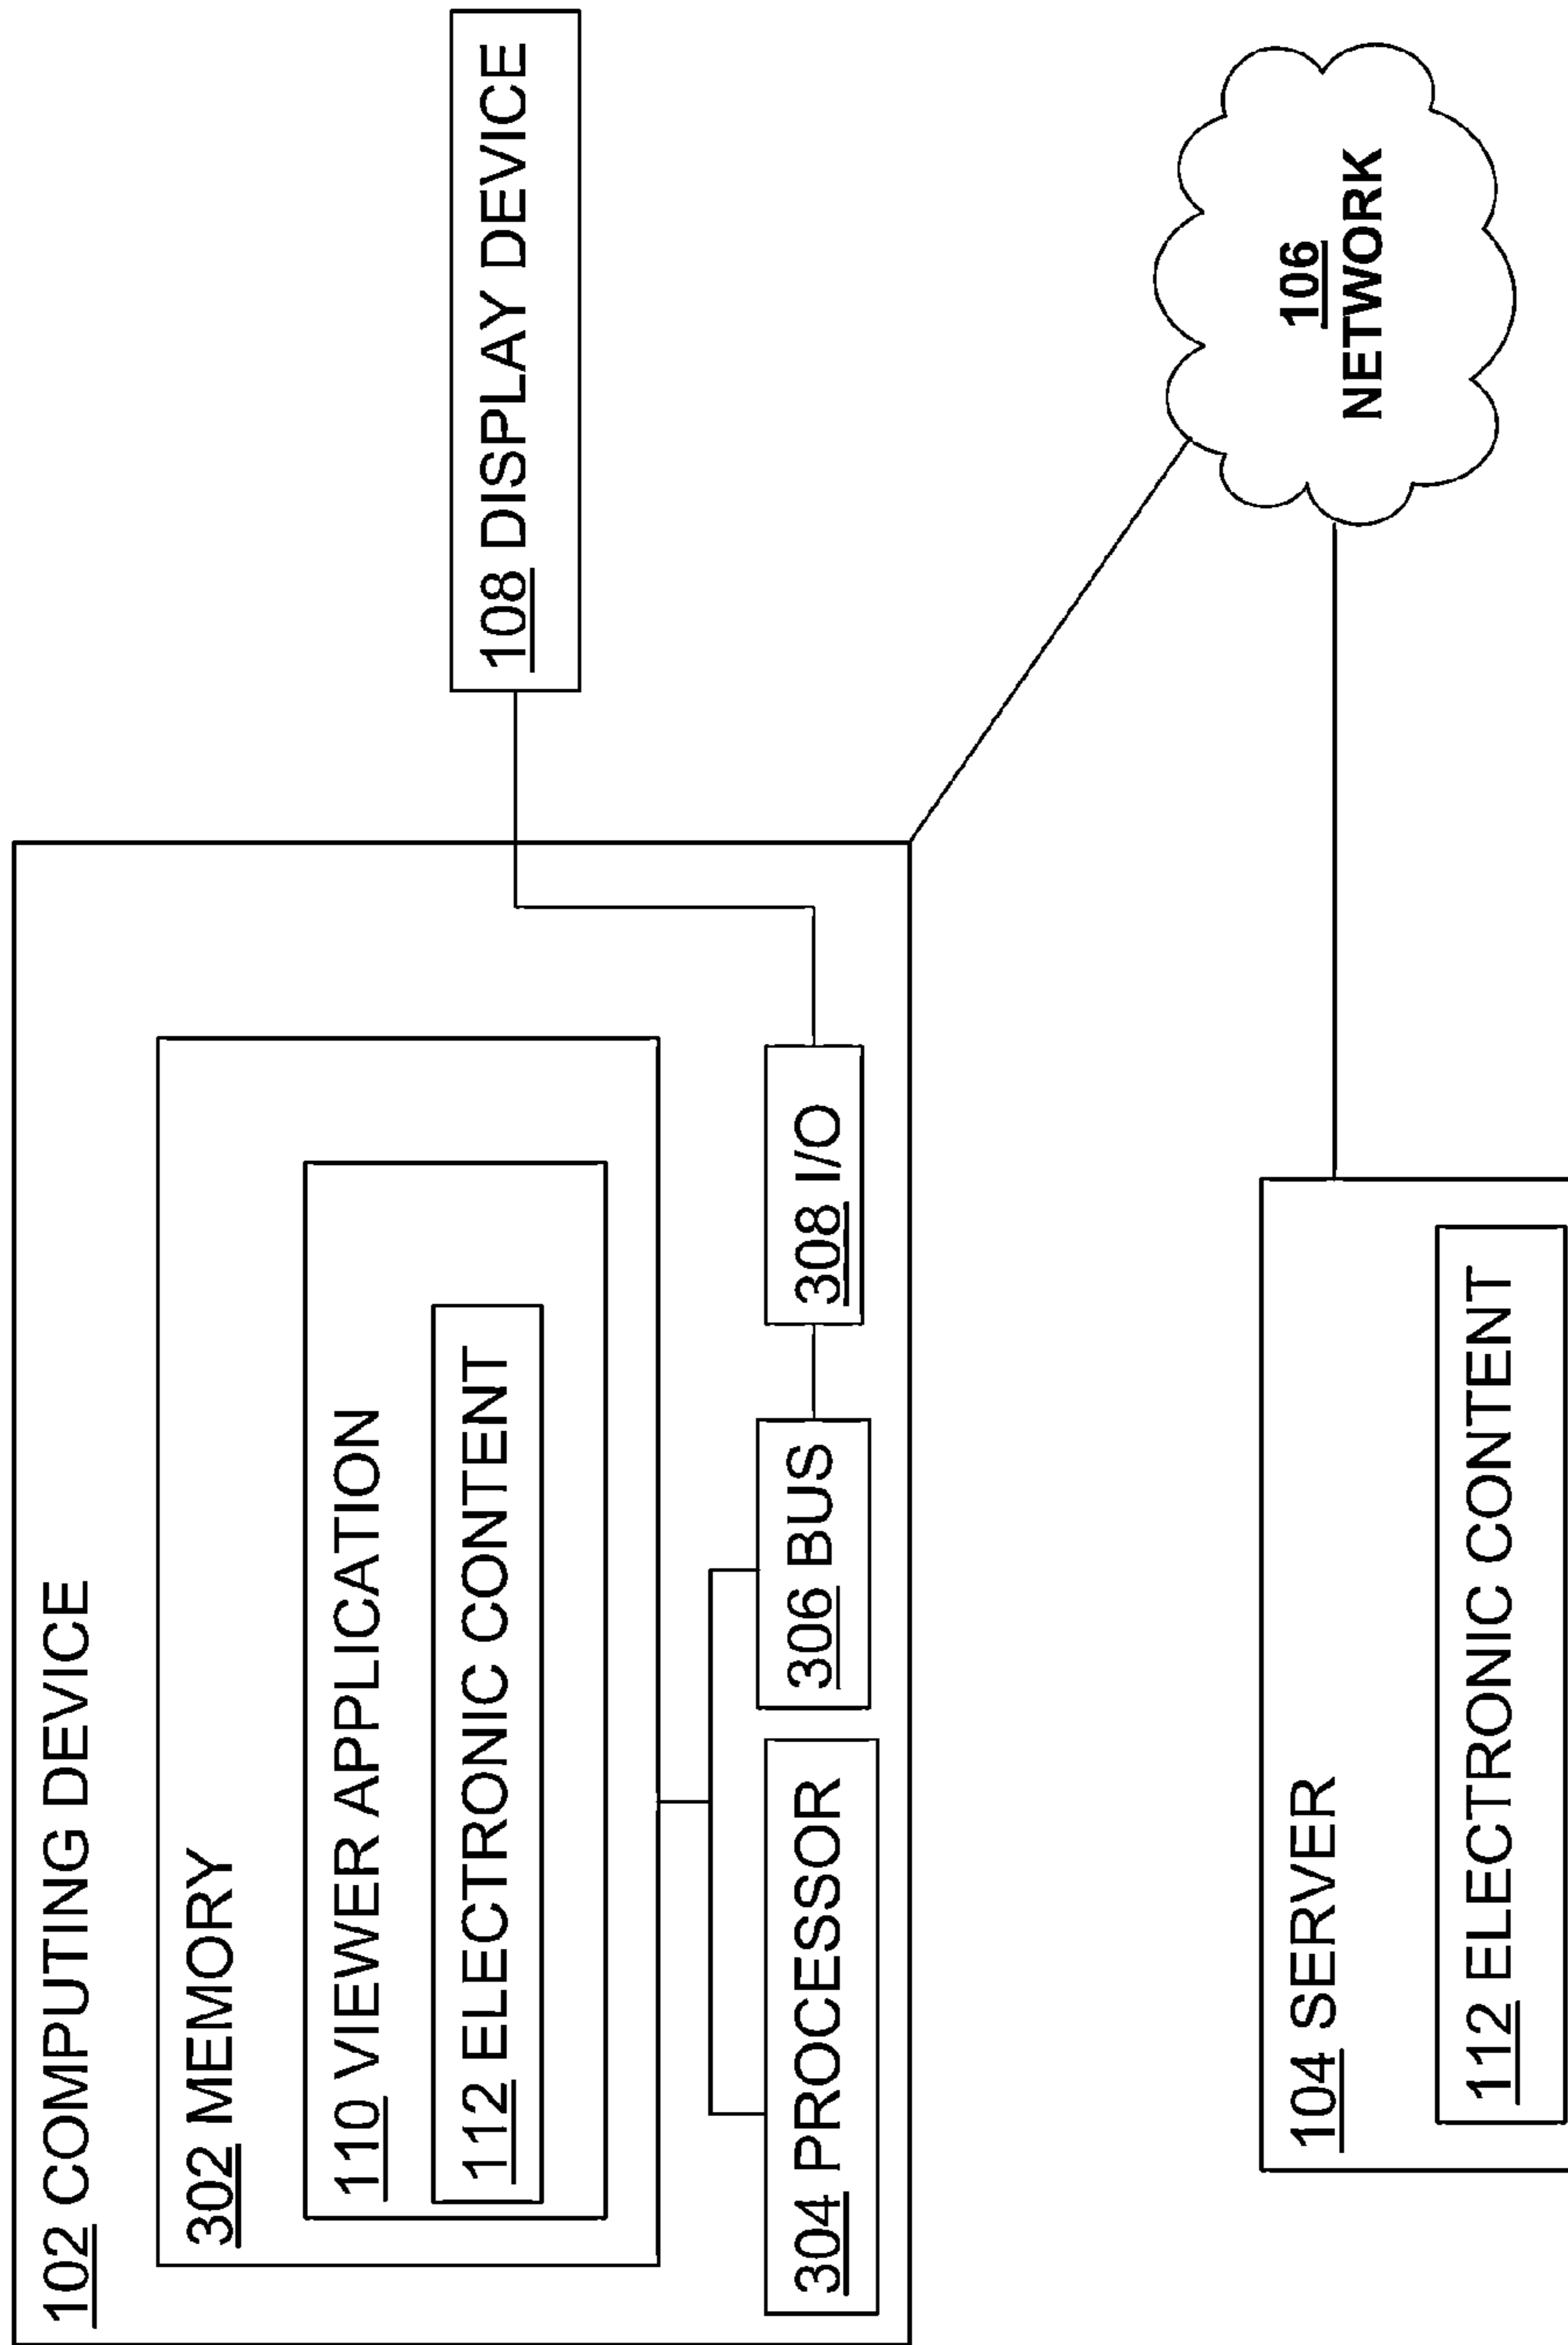 102 COMPUTING DEVICE
302 MEMORY
110 VIEWER APPLICATION
112 ELECTRONIC CONTENT
304 PROCESSOR
306 BUS
308 I/O
108 DISPLAY DEVICE
104 SERVER
112 ELECTRONIC CONTENT
106
NETWORK